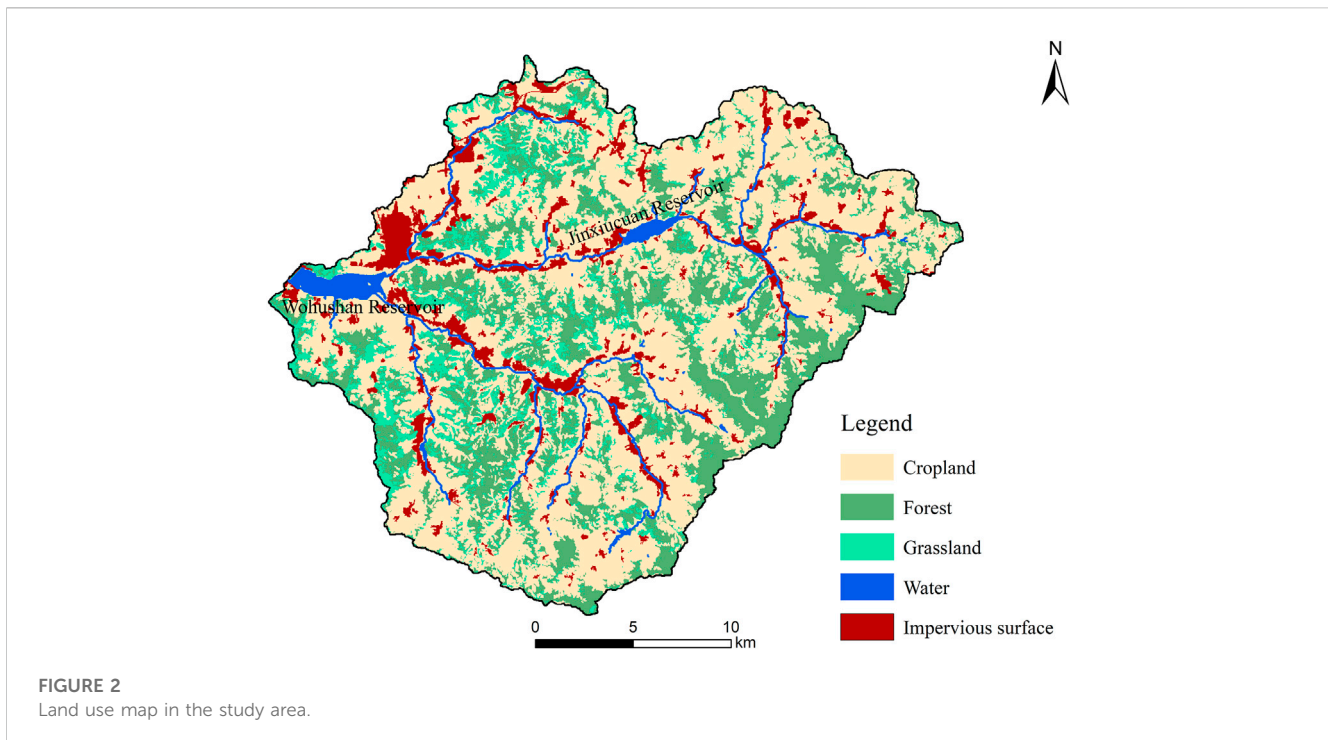 N
Jinxiucuan Reservoir
Wohushan Reservoir
Legend
Cropland
Forest
Grassland
Water
Impervious surface
0 5 10
km
FIGURE 2
Land use map in the study area.